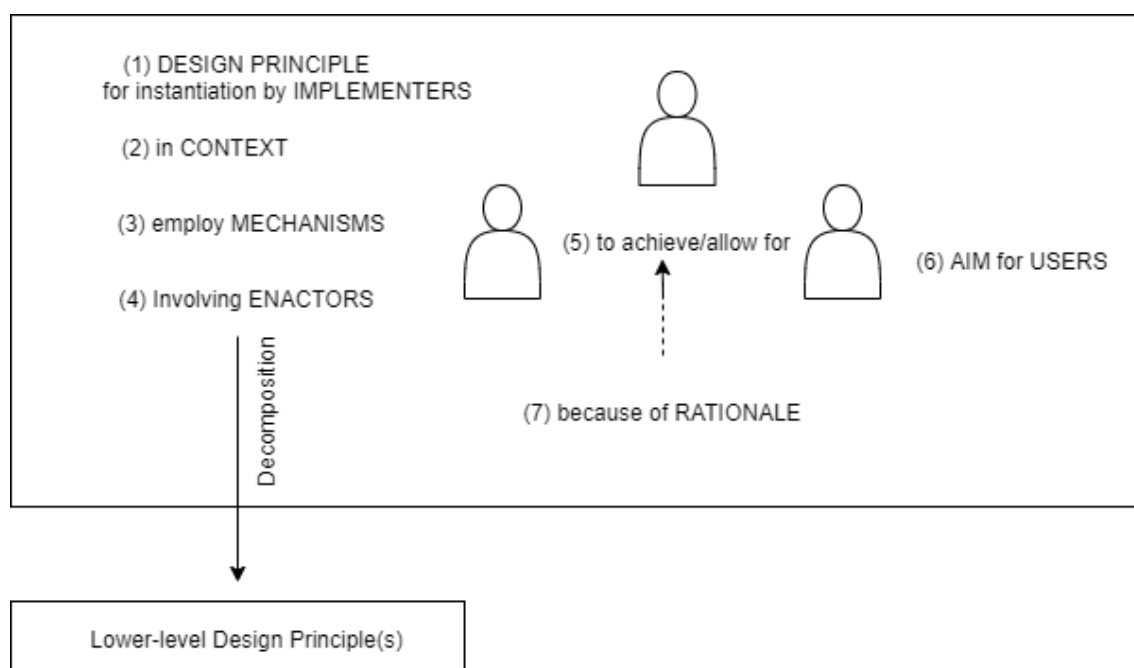 (1) DESIGN PRINCIPLE
for instantiation by IMPLEMENTERS
(2) in CONTEXT
(3) employ MECHANISMS
(4) Involving ENACTORS
(5) to achieve/allow for
(6) AIM for USERS
(7) because of RATIONALE
Decomposition
Lower-level Design Principle(s)